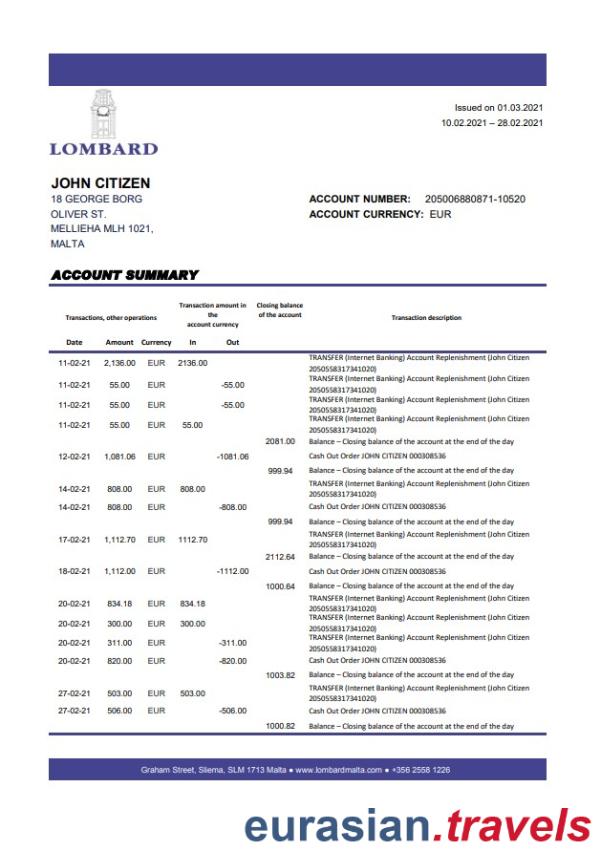 Issued on 01.03.2021
10.02.2021 – 28.02.2021
LOMBARD
JOHN CITIZEN
18 GEORGE BORG
OLIVER ST.
MELLIEHA MLH 1021,
MALTA
ACCOUNT NUMBER: 205006880871-10520
ACCOUNT CURRENCY: EUR
ACCOUNT SUMMARY
Transactions, other operations
Transaction amount in
the
account currency
Closing balance
of the account
Transaction description
Date Amount Currency In Out
11-02-21 2,136.00 EUR 2136.00 TRANSFER (Internet Banking) Account Replenishment (John Citizen
2050558317341020)
11-02-21 55.00 EUR -55.00 TRANSFER (Internet Banking) Account Replenishment (John Citizen
2050558317341020)
11-02-21 55.00 EUR -55.00 TRANSFER (Internet Banking) Account Replenishment (John Citizen
2050558317341020)
11-02-21 55.00 EUR 55.00 TRANSFER (Internet Banking) Account Replenishment (John Citizen
2050558317341020)
2081.00 Balance – Closing balance of the account at the end of the day
12-02-21 1,081.06 EUR -1081.06 Cash Out Order JOHN CITIZEN 000308536
999.94 Balance – Closing balance of the account at the end of the day
14-02-21 808.00 EUR 808.00 TRANSFER (Internet Banking) Account Replenishment (John Citizen
2050558317341020)
14-02-21 808.00 EUR -808.00 Cash Out Order JOHN CITIZEN 000308536
999.94 Balance – Closing balance of the account at the end of the day
17-02-21 1,112.70 EUR 1112.70 TRANSFER (Internet Banking) Account Replenishment (John Citizen
2050558317341020)
2112.64 Balance – Closing balance of the account at the end of the day
18-02-21 1,112.00 EUR -1112.00 Cash Out Order JOHN CITIZEN 000308536
1000.64 Balance – Closing balance of the account at the end of the day
20-02-21 834.18 EUR 834.18 TRANSFER (Internet Banking) Account Replenishment (John Citizen
2050558317341020)
20-02-21 300.00 EUR 300.00 TRANSFER (Internet Banking) Account Replenishment (John Citizen
2050558317341020)
20-02-21 311.00 EUR -311.00 TRANSFER (Internet Banking) Account Replenishment (John Citizen
2050558317341020)
20-02-21 820.00 EUR -820.00 Cash Out Order JOHN CITIZEN 000308536
1003.82 Balance – Closing balance of the account at the end of the day
27-02-21 503.00 EUR 503.00 TRANSFER (Internet Banking) Account Replenishment (John Citizen
2050558317341020)
27-02-21 506.00 EUR -506.00 Cash Out Order JOHN CITIZEN 000308536
1000.82 Balance – Closing balance of the account at the end of the day
Graham Street, Sliema, SLM 1713 Malta ● www.lombardmalta.com ● +356 2558 1226
eurasian.travels